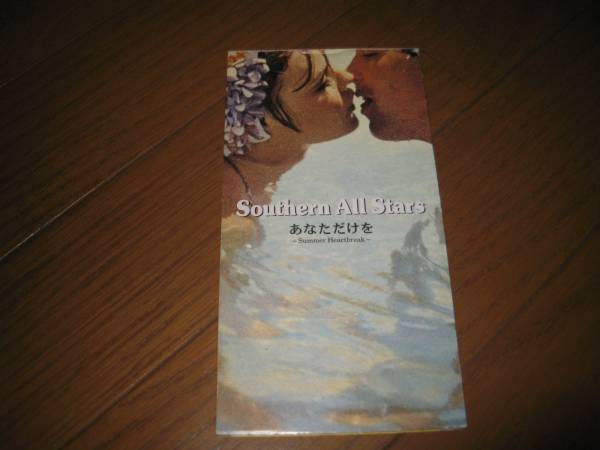 Southern All Stars
あなただけを
~Summer Heartbreak~